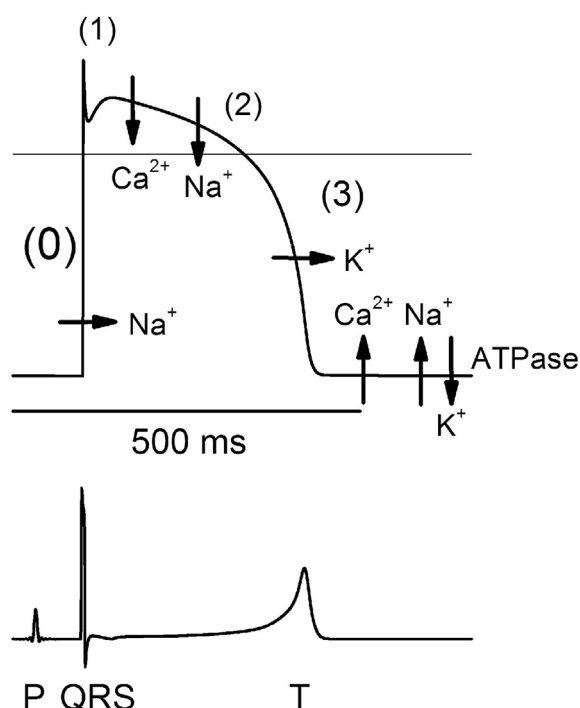 (1)
(2)
Ca²⁺
Na⁺
(3)
(0)
K⁺
Na⁺
Ca²⁺ Na⁺
ATPase
K⁺
500 ms
P QRS T